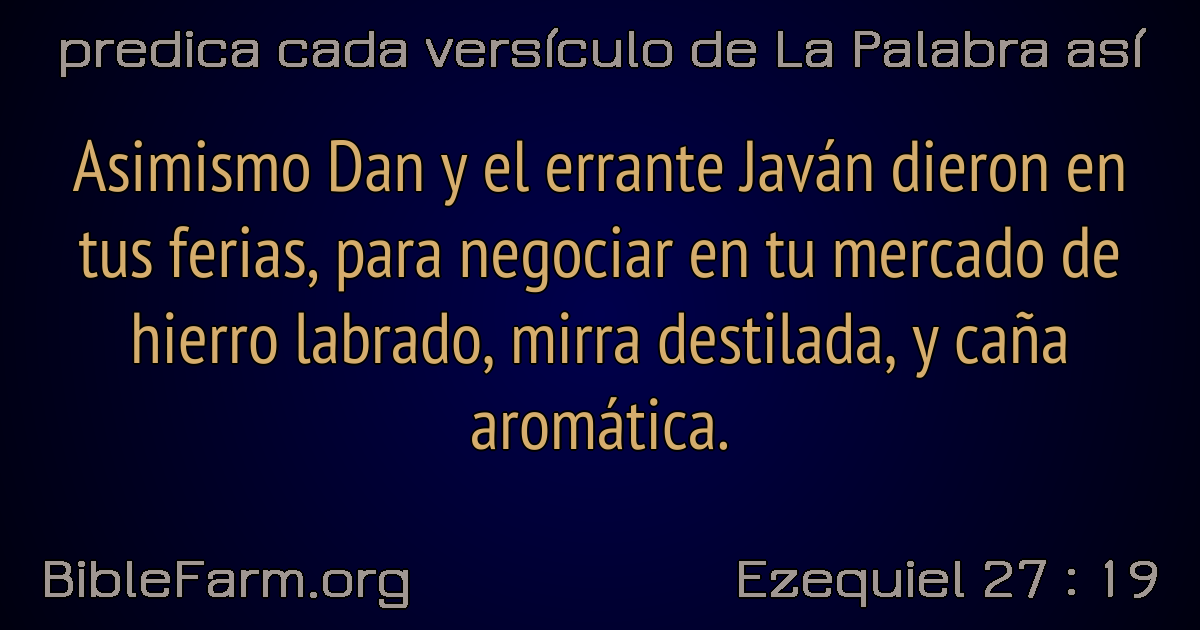 predica cada versículo de La Palabra así
Asimismo Dan y el errante Javán dieron en
tus ferias, para negociar en tu mercado de
hierro labrado, mirra destilada, y caña
aromática.
BibleFarm.org
Ezequiel 27 : 19